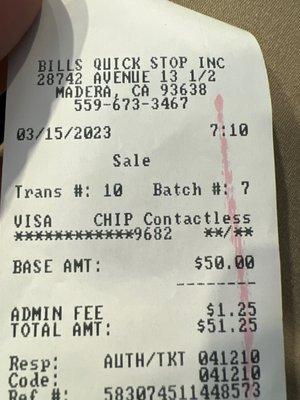 BILLS QUICK STOP INC
28742 AVENUE 13 1/2
MADERA, CA 93638
559-673-3467
03/15/2023 7:10
Sale
Trans #: 10 Batch #: 7
VISA CHIP Contactless
************9682 **/**
BASE AMT: $50.00
--------
ADMIN FEE $1.25
TOTAL AMT: $51.25
Resp: AUTH/TKT 041210
Code: 041210
Ref #: 583074511448573